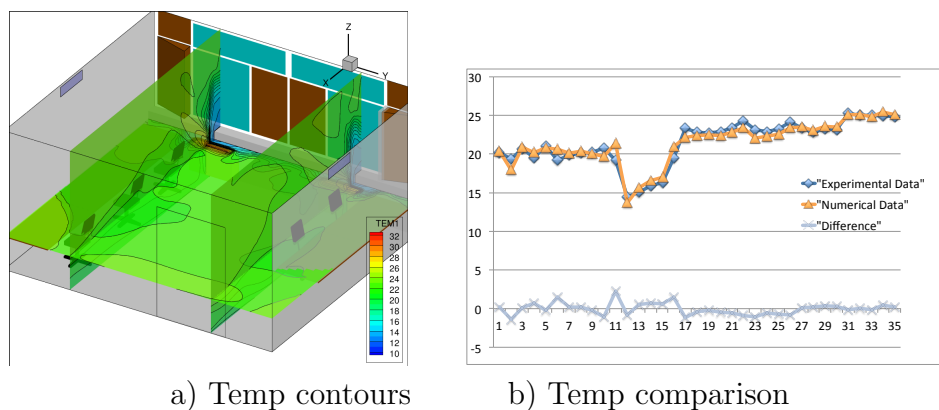 Z
X
Y
TEM1
32
30
28
26
24
22
20
18
16
14
12
10
30
25
20
15
10
5
0
-5
1 3 5 7 9 11 13 15 17 19 21 23 25 27 29 31 33 35
"Experimental Data"
"Numerical Data"
"Difference"
a) Temp contours
b) Temp comparison